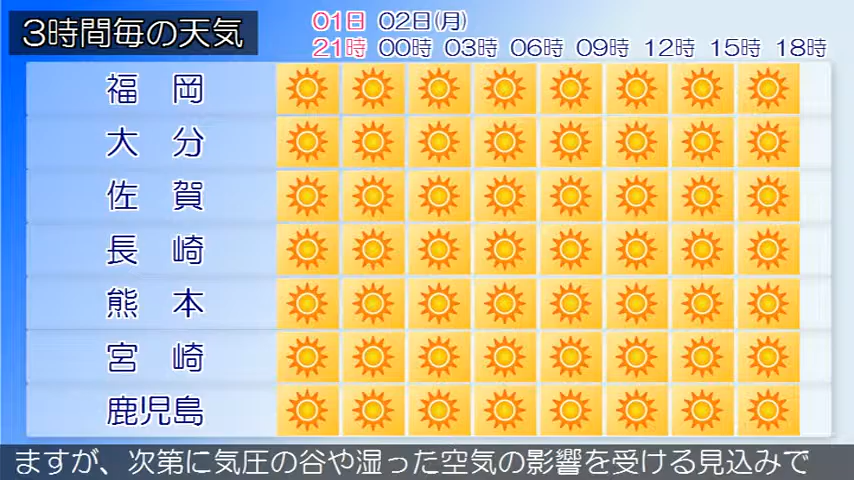 3時間毎の天気
01日 02日(月)
21時 00時 03時 06時 09時 12時 15時 18時
福岡
大分
佐賀
長崎
熊本
宮崎
鹿児島
ますが、次第に気圧の谷や湿った空気の影響を受ける見込みで